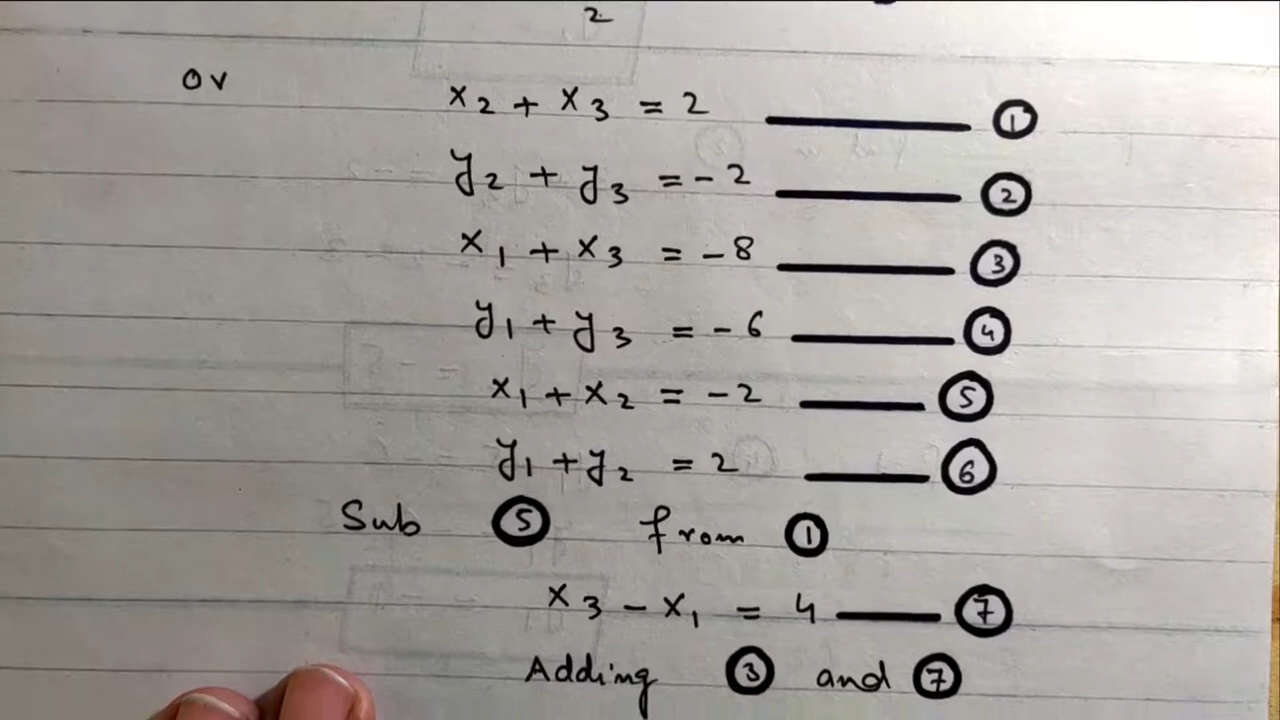 2
or
x₂ + x₃ = 2 ——— ①
y₂ + y₃ = -2 ——— ②
x₁ + x₃ = -8 ——— ③
y₁ + y₃ = -6 ——— ④
x₁ + x₂ = -2 ——— ⑤
y₁ + y₂ = 2 ——— ⑥
Sub ⑤ from ①
x₃ - x₁ = 4 ——— ⑦
Adding ③ and ⑦